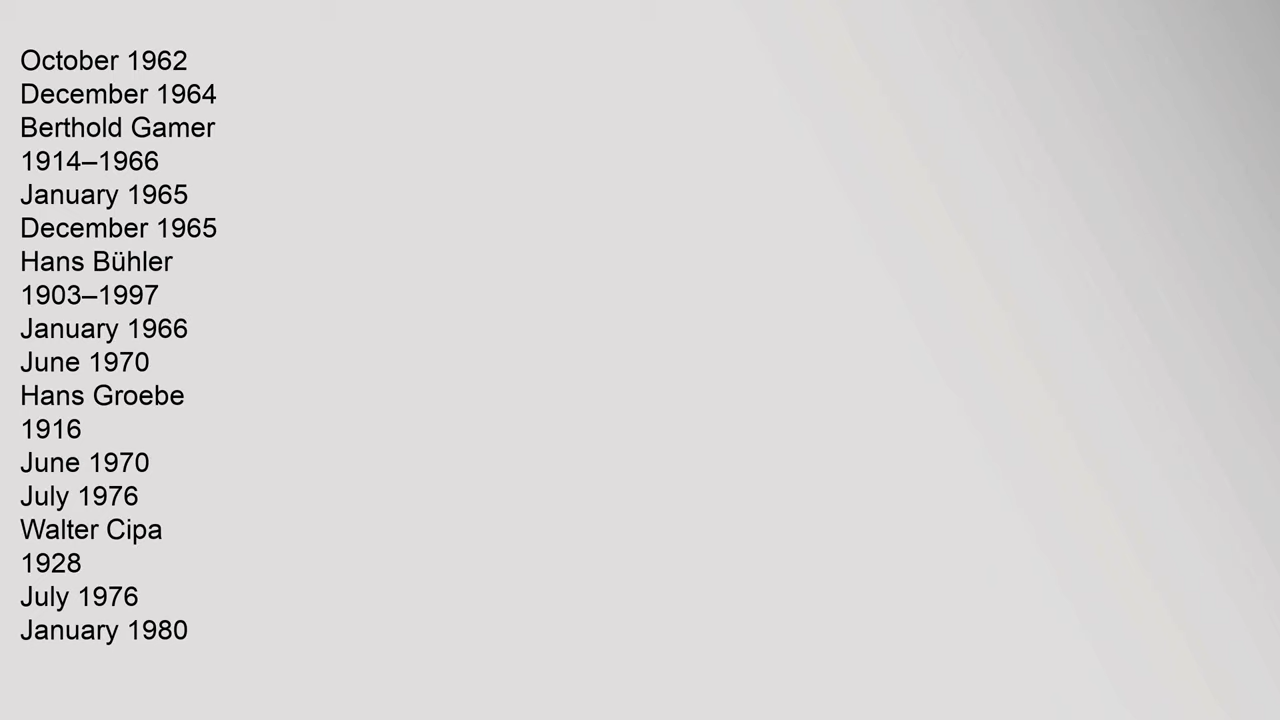 October 1962
December 1964
Berthold Gamer
1914–1966
January 1965
December 1965
Hans Bühler
1903–1997
January 1966
June 1970
Hans Groebe
1916
June 1970
July 1976
Walter Cipa
1928
July 1976
January 1980